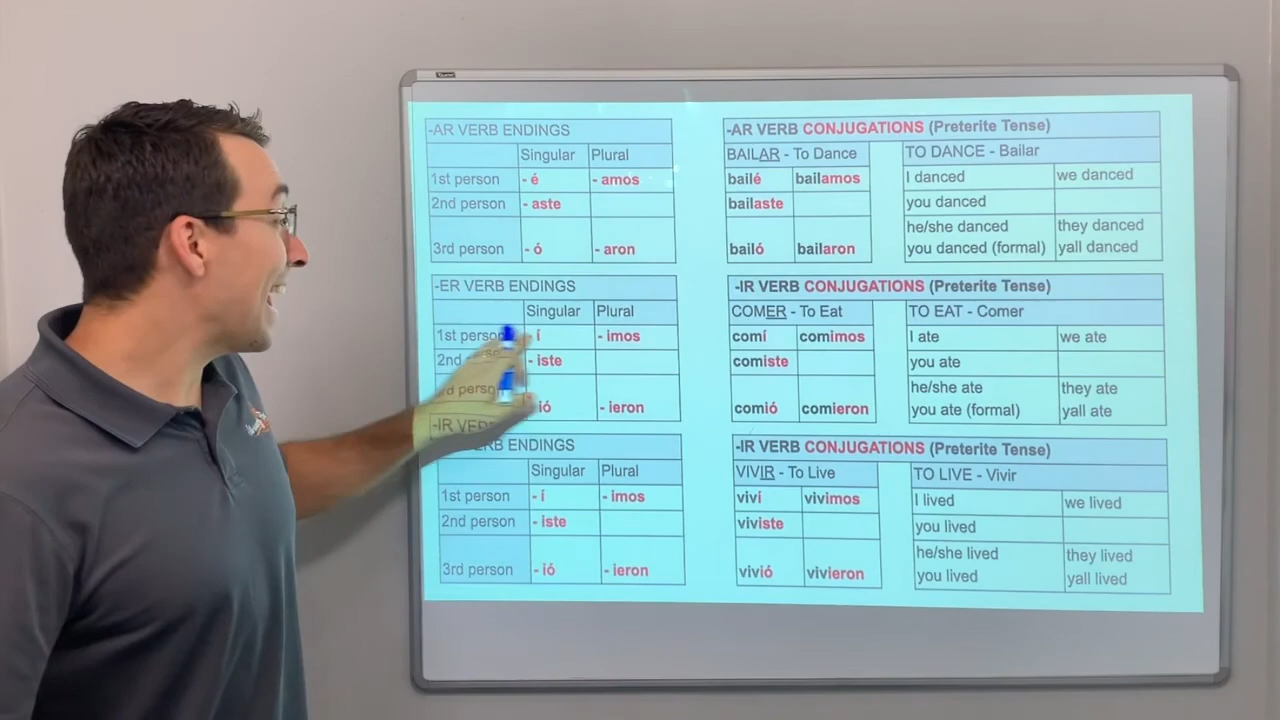 -AR VERB ENDINGS
Singular Plural
1st person - é - amos
2nd person - aste
3rd person - ó - aron
-AR VERB CONJUGATIONS (Preterite Tense)
BAILAR - To Dance TO DANCE - Bailar
bailé bailamos I danced we danced
bailaste you danced
he/she danced they danced
bailó bailaron you danced (formal) yall danced
-ER VERB ENDINGS
Singular Plural
1st person í - imos
2nd - iste
person ió - ieron
-IR VERB CONJUGATIONS (Preterite Tense)
COMER - To Eat TO EAT - Comer
comí comimos I ate we ate
comiste you ate
he/she ate they ate
comió comieron you ate (formal) yall ate
VERB ENDINGS
Singular Plural
1st person - í - imos
2nd person - iste
3rd person - ió - ieron
-IR VERB CONJUGATIONS (Preterite Tense)
VIVIR - To Live TO LIVE - Vivir
viví vivimos I lived we lived
viviste you lived
he/she lived they lived
vivió vivieron you lived yall lived